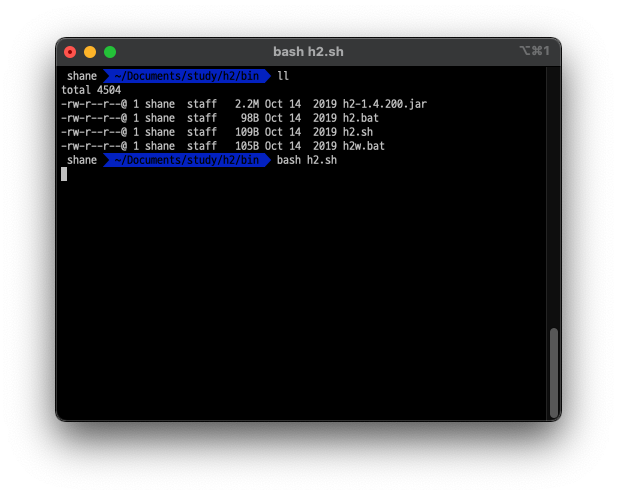 bash h2.sh
⌥⌘1
shane ~/Documents/study/h2/bin ll
total 4504
-rw-r--r--@ 1 shane  staff   2.2M Oct 14  2019 h2-1.4.200.jar
-rw-r--r--@ 1 shane  staff    98B Oct 14  2019 h2.bat
-rw-r--r--@ 1 shane  staff   109B Oct 14  2019 h2.sh
-rw-r--r--@ 1 shane  staff   105B Oct 14  2019 h2w.bat
shane ~/Documents/study/h2/bin bash h2.sh